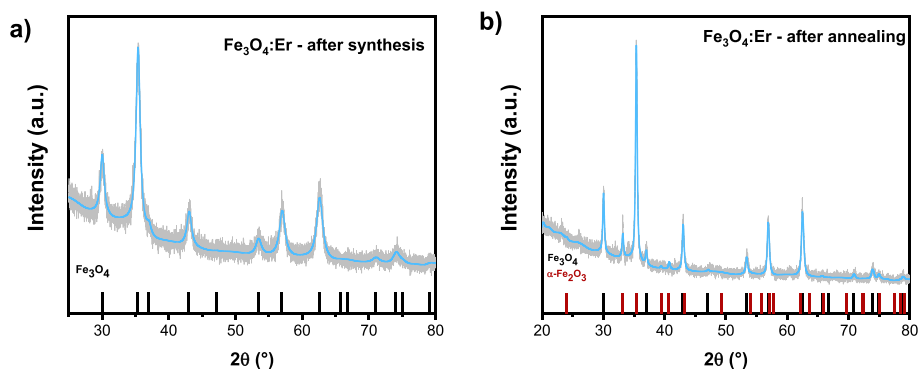 a)
Fe₃O₄:Er - after synthesis
Intensity (a.u.)
Fe₃O₄
30 40 50 60 70 80
2θ (°)
b)
Fe₃O₄:Er - after annealing
Intensity (a.u.)
Fe₃O₄
α-Fe₂O₃
20 30 40 50 60 70 80
2θ (°)